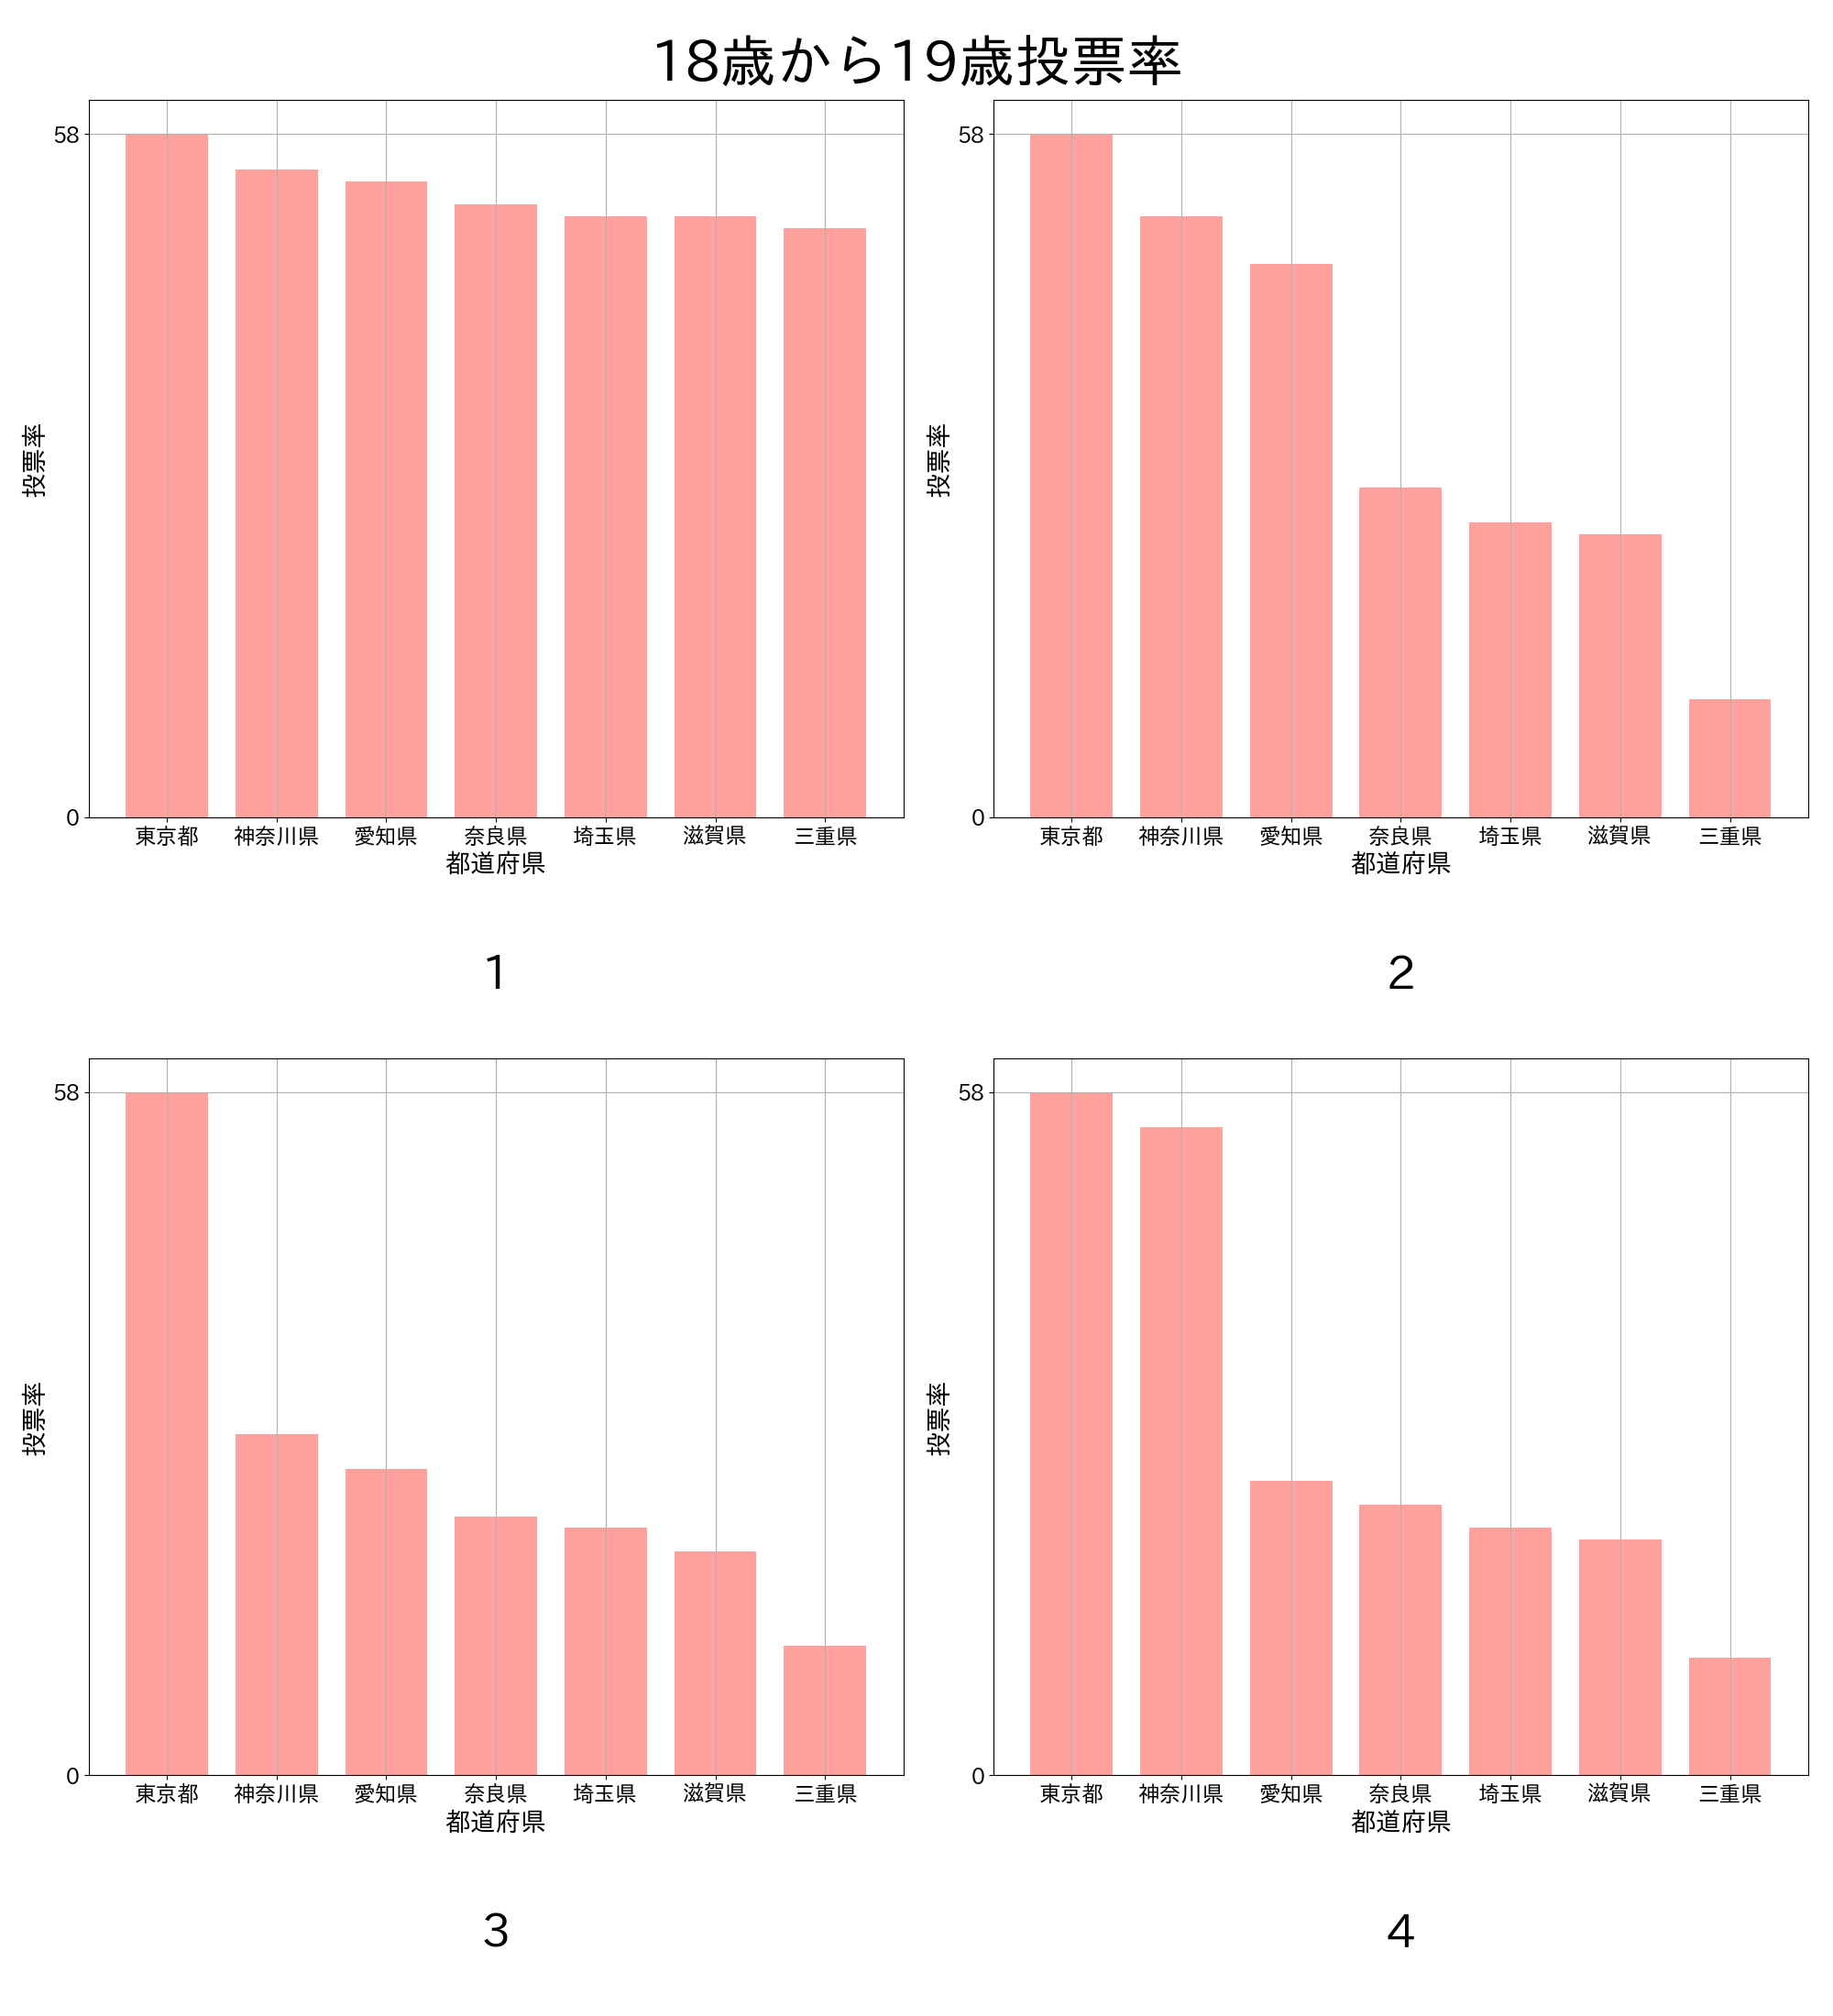 18歳から19歳投票率
58
0
投票率
東京都 神奈川県 愛知県 奈良県 埼玉県 滋賀県 三重県
都道府県
1
58
0
投票率
東京都 神奈川県 愛知県 奈良県 埼玉県 滋賀県 三重県
都道府県
2
58
0
投票率
東京都 神奈川県 愛知県 奈良県 埼玉県 滋賀県 三重県
都道府県
3
58
0
投票率
東京都 神奈川県 愛知県 奈良県 埼玉県 滋賀県 三重県
都道府県
4